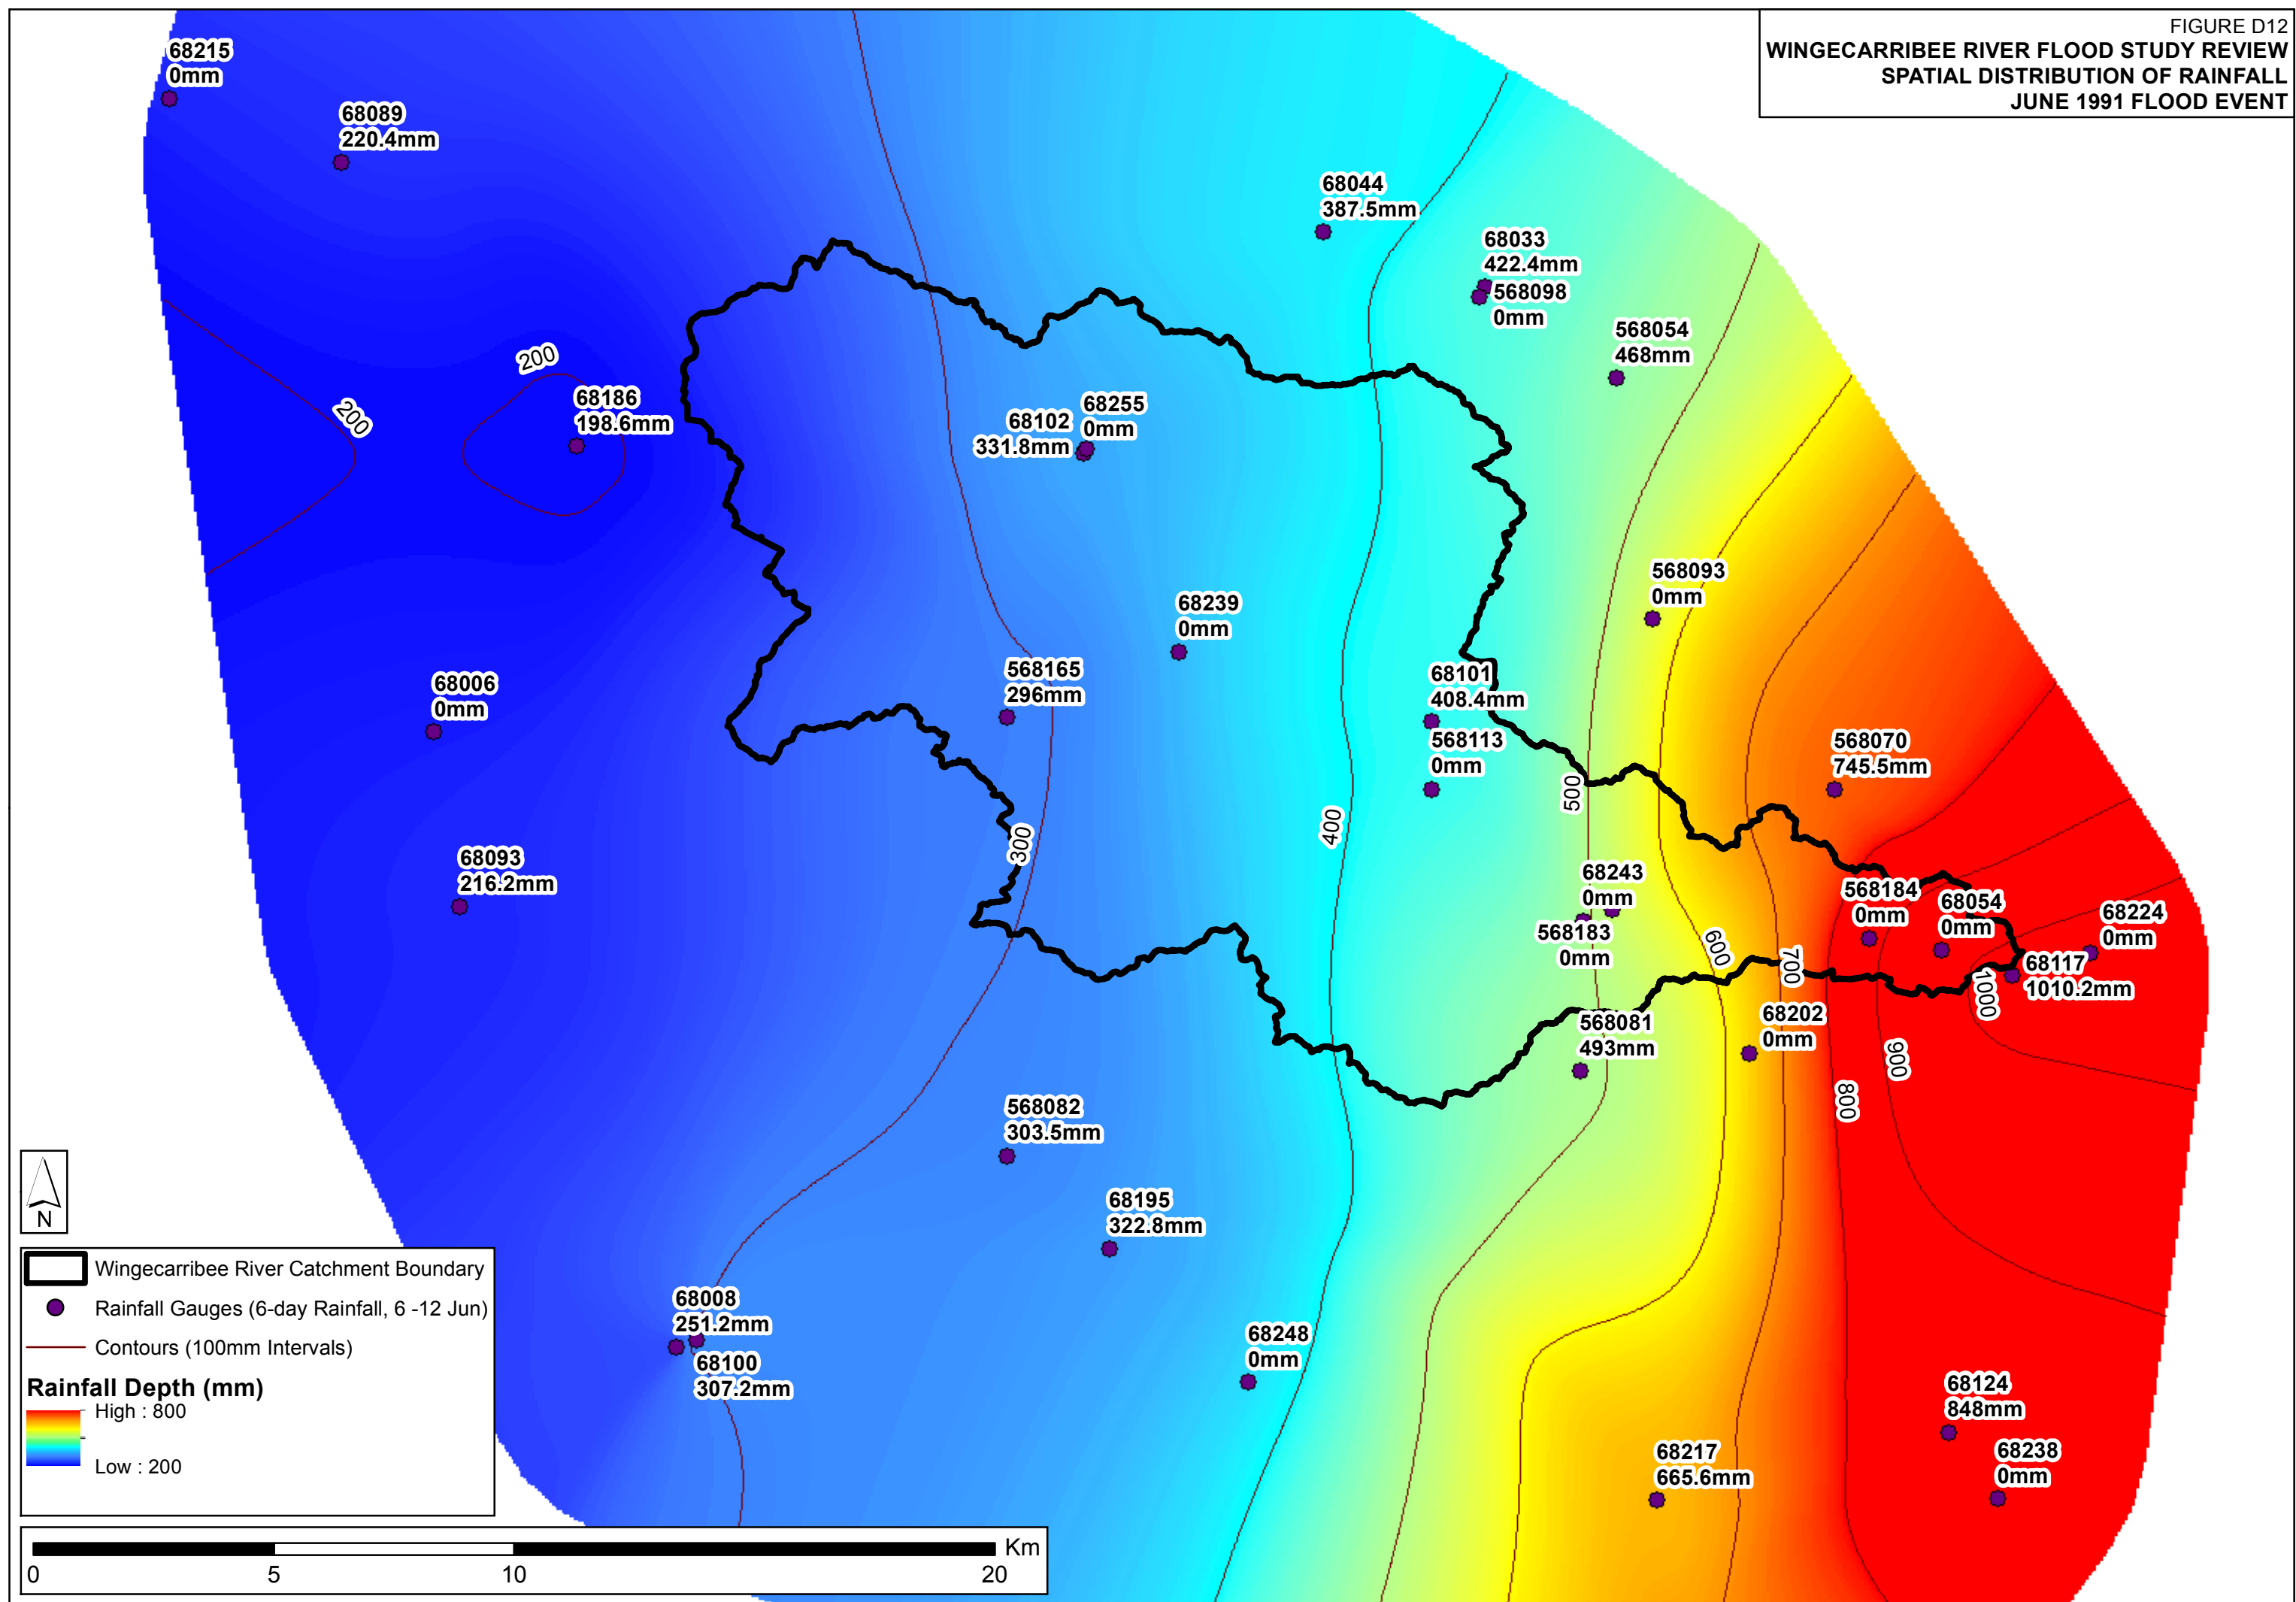 FIGURE D12
WINGECARRIBEE RIVER FLOOD STUDY REVIEW
SPATIAL DISTRIBUTION OF RAINFALL
JUNE 1991 FLOOD EVENT
68215
0mm
68089
220.4mm
68044
387.5mm
68033
422.4mm
568098
0mm
568054
468mm
200
200
68186
198.6mm
68102
331.8mm
68255
0mm
568093
0mm
68239
0mm
568165
296mm
68006
0mm
68101
408.4mm
568113
0mm
568070
745.5mm
500
400
300
68093
216.2mm
68243
0mm
568183
0mm
568184
0mm
68054
0mm
68224
0mm
68117
1010.2mm
600
700
1000
68202
0mm
568081
493mm
900
800
568082
303.5mm
68195
322.8mm
68008
251.2mm
68100
307.2mm
68248
0mm
68124
848mm
68217
665.6mm
68238
0mm
N
Wingecarribee River Catchment Boundary
Rainfall Gauges (6-day Rainfall, 6 -12 Jun)
Contours (100mm Intervals)
Rainfall Depth (mm)
High : 800
Low : 200
Km
0 5 10 20